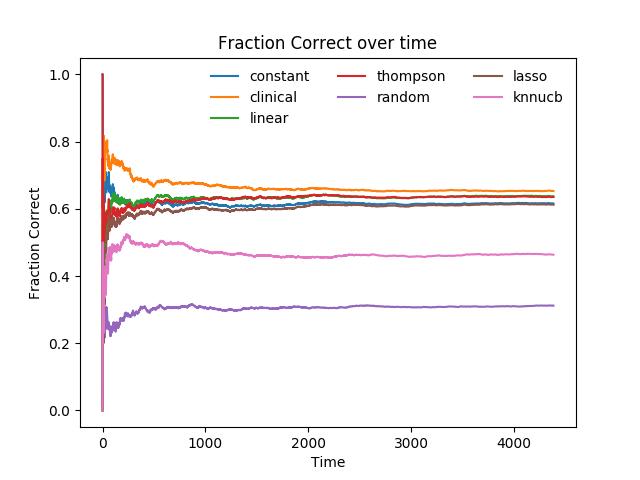 Fraction Correct over time
constant thompson lasso
clinical random knnucb
linear
1.0
0.8
0.6
0.4
0.2
0.0
Fraction Correct
0 1000 2000 3000 4000
Time